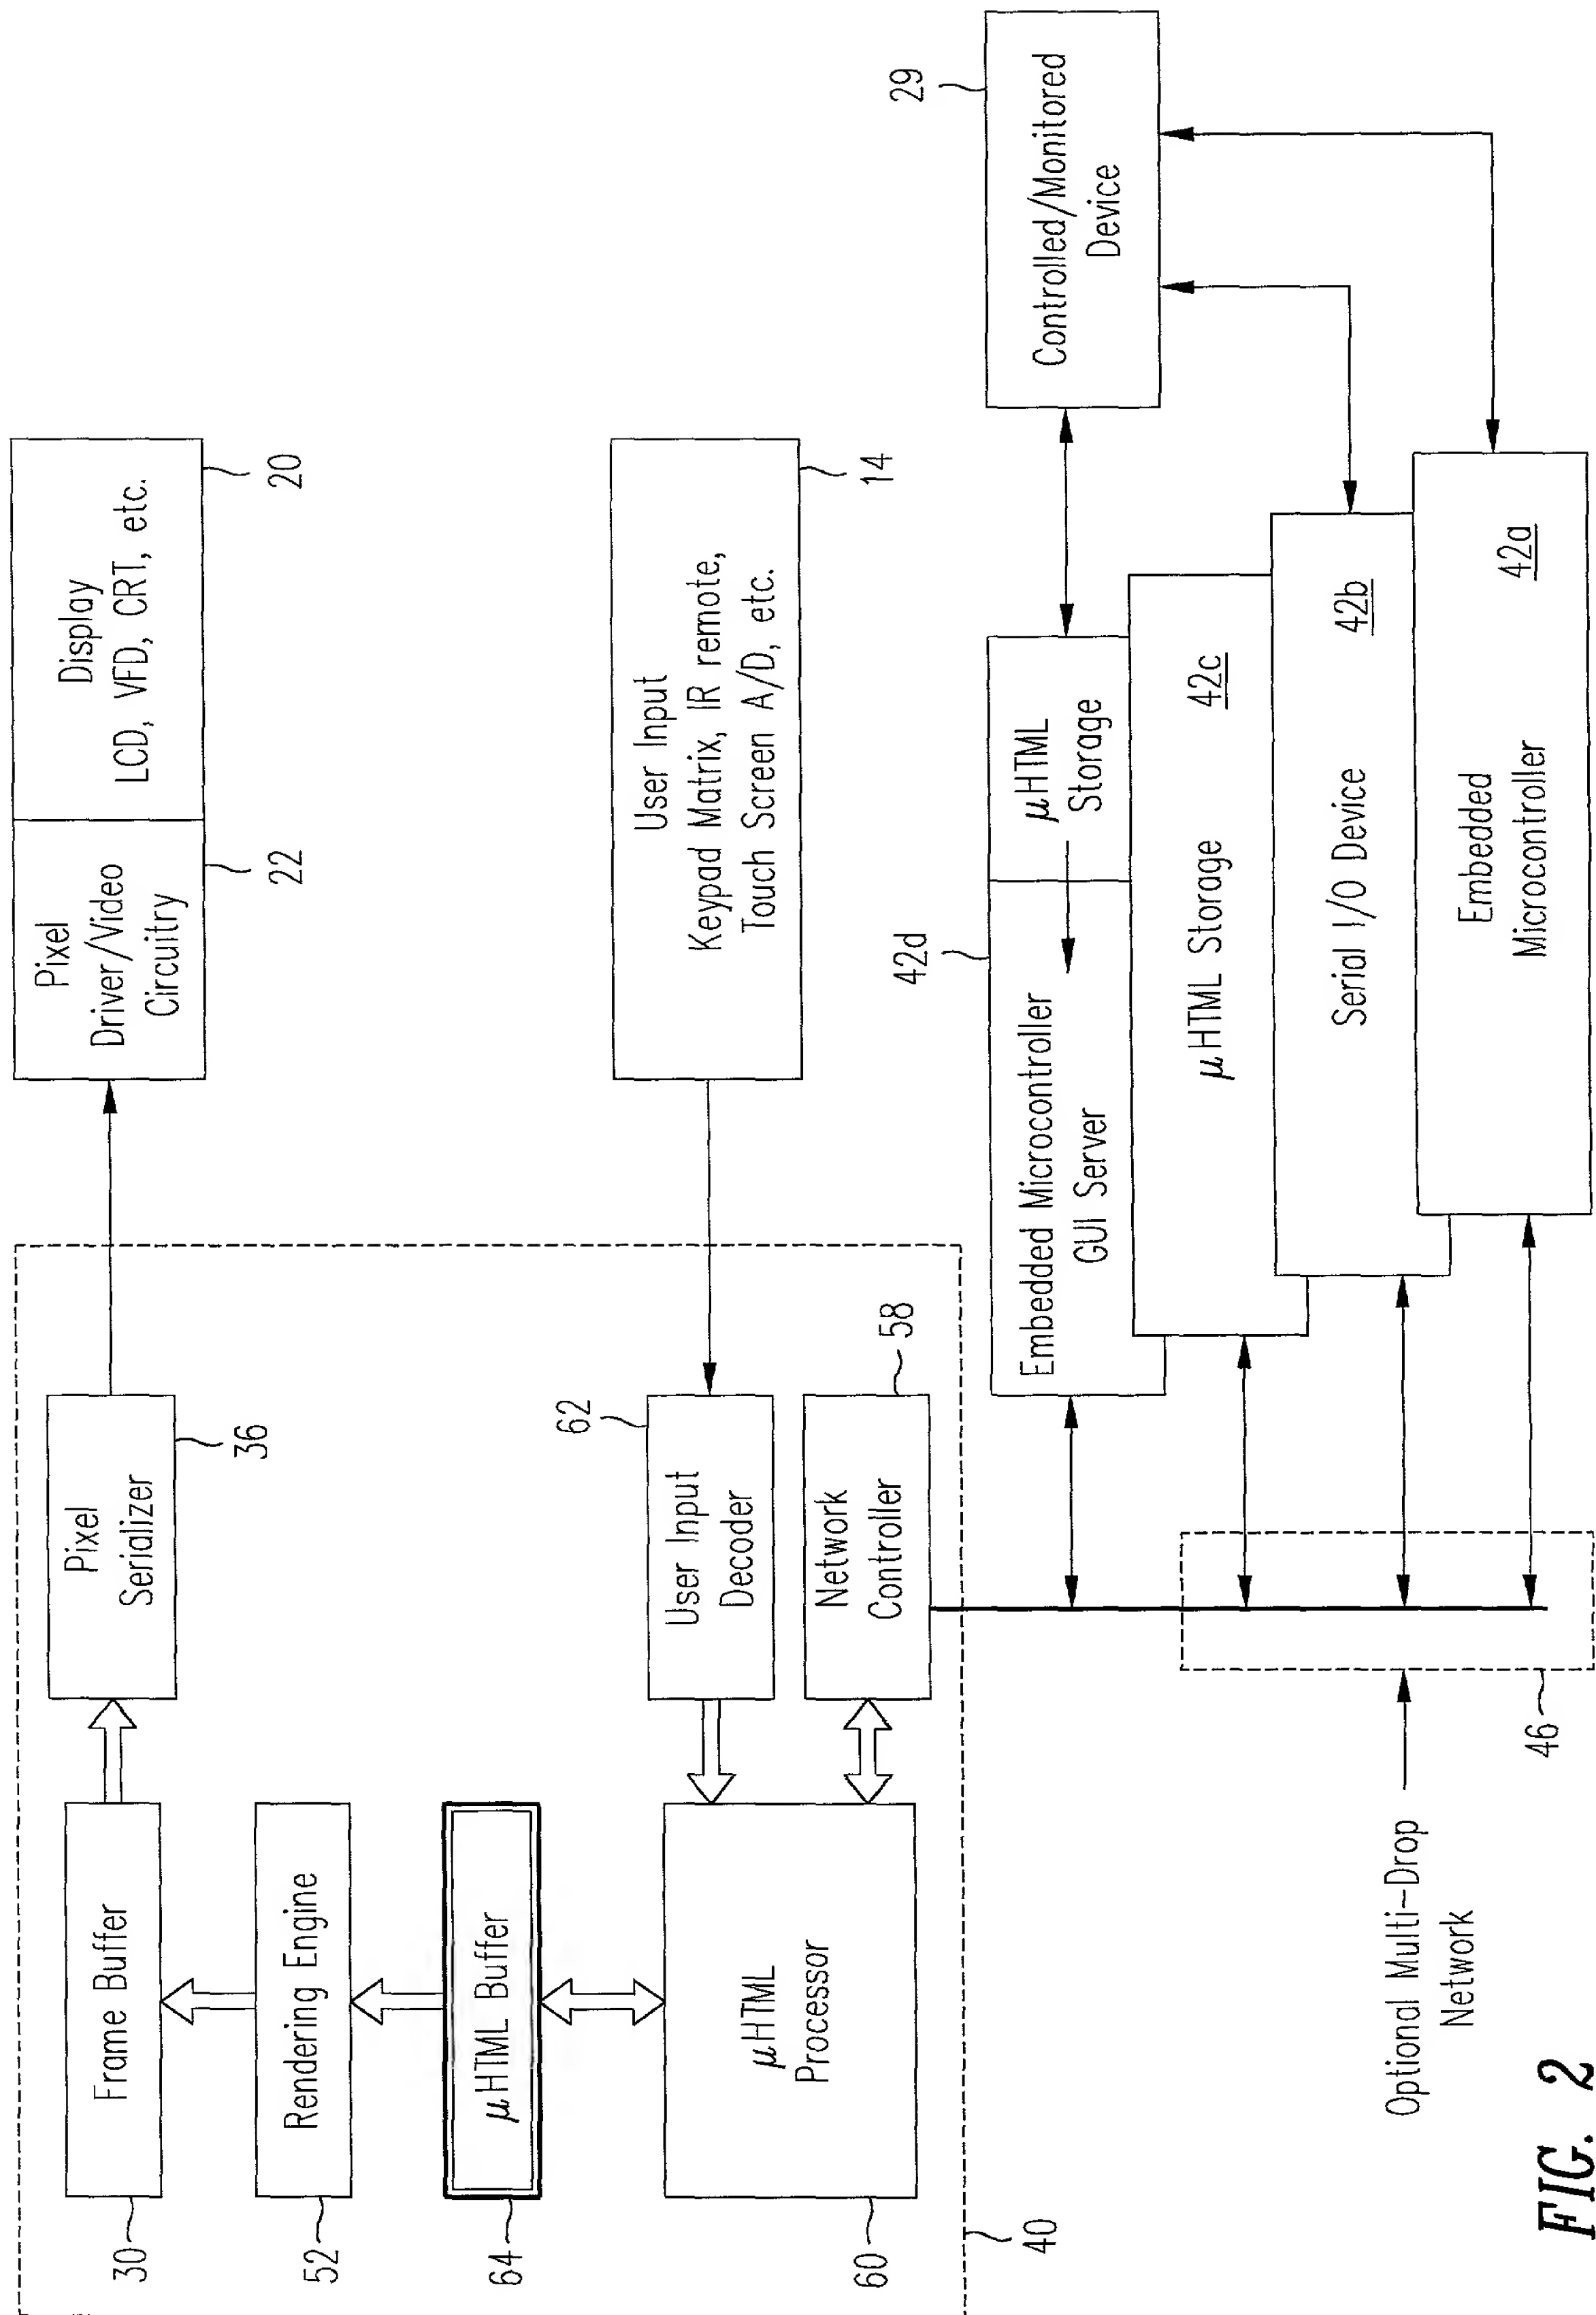 30
Frame Buffer
52
Rendering Engine
64
μHTML Buffer
60
μHTML
Processor
40
Pixel
Serializer
36
User Input
Decoder
62
Network
Controller
58
Pixel
Driver/Video
Circuitry
22
Display
LCD, VFD, CRT, etc.
20
User Input
Keypad Matrix, IR remote,
Touch Screen A/D, etc.
14
42d
Embedded Microcontroller
GUI Server
μHTML
Storage
μHTML Storage
42c
Serial I/O Device
42b
Embedded
Microcontroller
42a
Controlled/Monitored
Device
29
Optional Multi-Drop
Network
46
FIG. 2